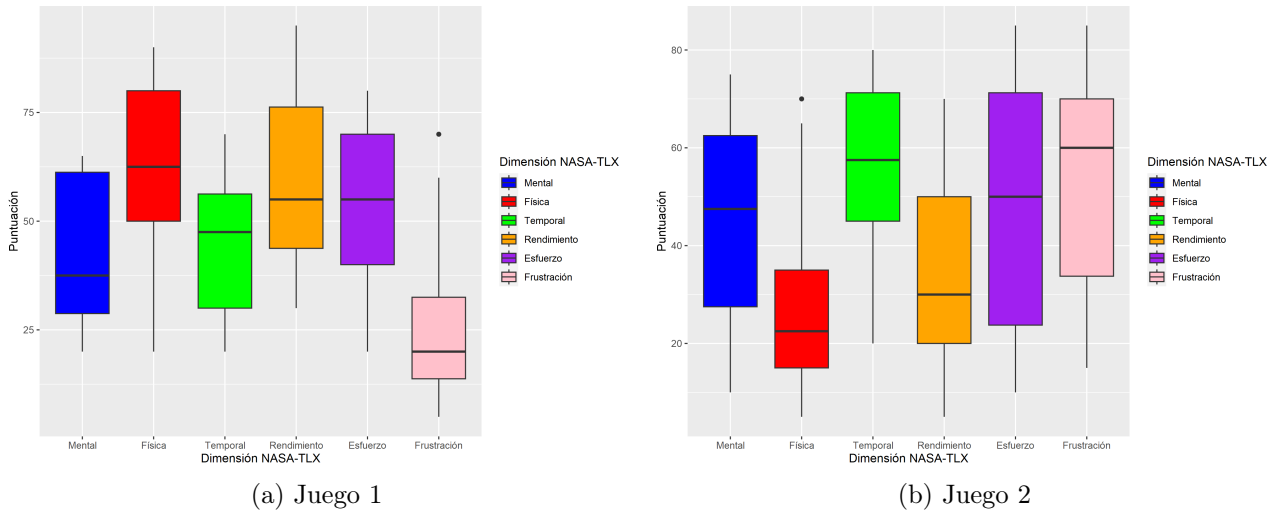 75
50
25
Puntuación
Mental
Física
Temporal
Rendimiento
Esfuerzo
Frustración
Dimensión NASA-TLX
Dimensión NASA-TLX
Mental
Física
Temporal
Rendimiento
Esfuerzo
Frustración
(a) Juego 1
80
60
40
20
Puntuación
Mental
Física
Temporal
Rendimiento
Esfuerzo
Frustración
Dimensión NASA-TLX
Dimensión NASA-TLX
Mental
Física
Temporal
Rendimiento
Esfuerzo
Frustración
(b) Juego 2